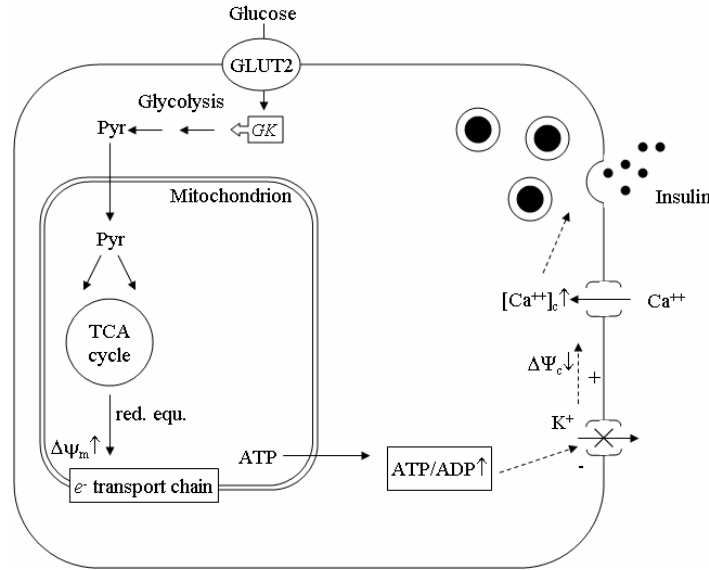 Glucose
GLUT2
Glycolysis
Pyr
GK
Mitochondrion
Insulin
Pyr
[Ca⁺⁺]c↑
Ca⁺⁺
TCA
cycle
ΔΨc↓
+
red. equ.
K⁺
Δψm↑
ATP
ATP/ADP↑
-
e⁻ transport chain